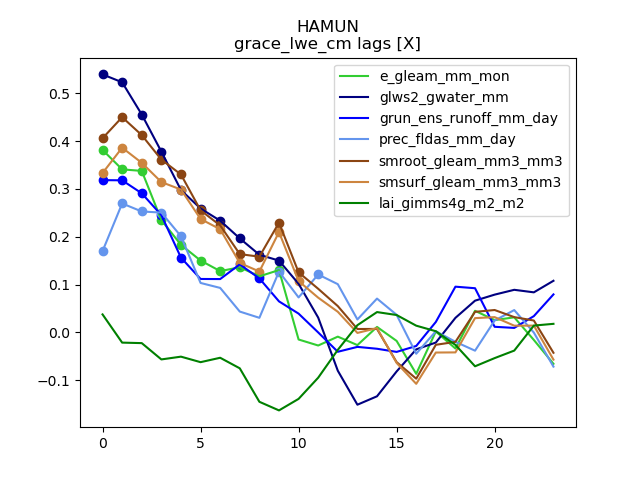 HAMUN
grace_lwe_cm lags [X]
e_gleam_mm_mon
glws2_gwater_mm
grun_ens_runoff_mm_day
prec_fldas_mm_day
smroot_gleam_mm3_mm3
smsurf_gleam_mm3_mm3
lai_gimms4g_m2_m2
0.5
0.4
0.3
0.2
0.1
0.0
−0.1
0
5
10
15
20